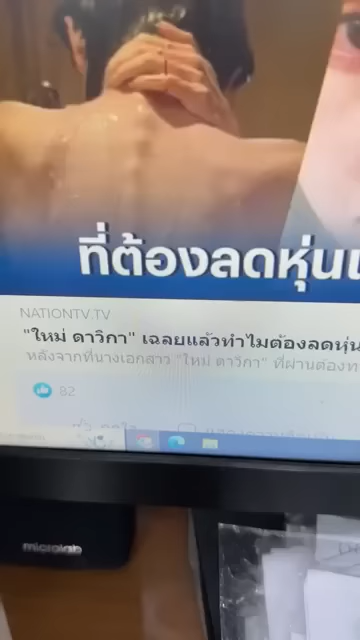 ที่ต้องลดหุ่น
NATIONTV.TV
"ใหม่ ดาวิกา" เฉลยแล้วทำไมต้องลดหุ่น
หลังจากที่นางเอกสาว "ใหม่ ดาวิกา" ที่ผ่านต้อง
82
microlab